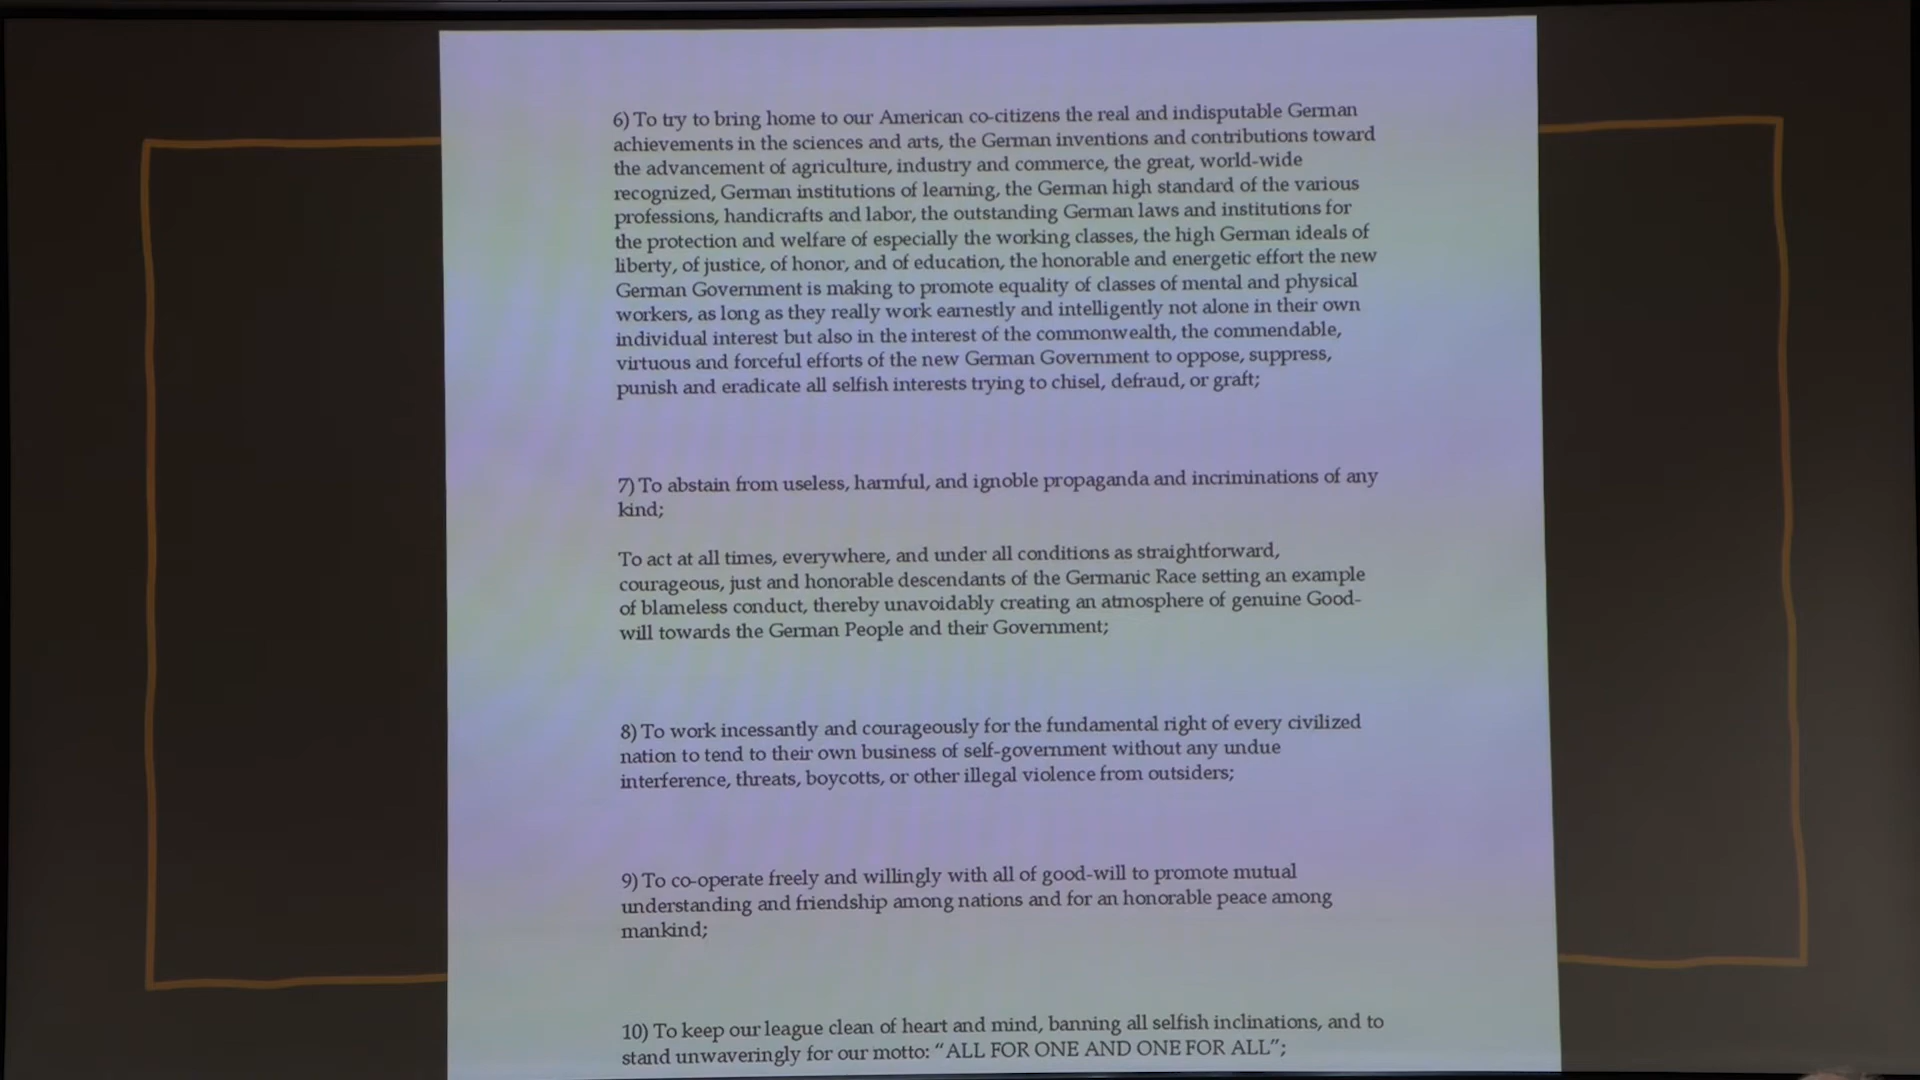 6) To try to bring home to our American co-citizens the real and indisputable German
achievements in the sciences and arts, the German inventions and contributions toward
the advancement of agriculture, industry and commerce, the great, world-wide
recognized, German institutions of learning, the German high standard of the various
professions, handicrafts and labor, the outstanding German laws and institutions for
the protection and welfare of especially the working classes, the high German ideals of
liberty, of justice, of honor, and of education, the honorable and energetic effort the new
German Government is making to promote equality of classes of mental and physical
workers, as long as they really work earnestly and intelligently not alone in their own
individual interest but also in the interest of the commonwealth, the commendable,
virtuous and forceful efforts of the new German Government to oppose, suppress,
punish and eradicate all selfish interests trying to chisel, defraud, or graft;
7) To abstain from useless, harmful, and ignoble propaganda and incriminations of any
kind;
To act at all times, everywhere, and under all conditions as straightforward,
courageous, just and honorable descendants of the Germanic Race setting an example
of blameless conduct, thereby unavoidably creating an atmosphere of genuine Good-
will towards the German People and their Government;
8) To work incessantly and courageously for the fundamental right of every civilized
nation to tend to their own business of self-government without any undue
interference, threats, boycotts, or other illegal violence from outsiders;
9) To co-operate freely and willingly with all of good-will to promote mutual
understanding and friendship among nations and for an honorable peace among
mankind;
10) To keep our league clean of heart and mind, banning all selfish inclinations, and to
stand unwaveringly for our motto: “ALL FOR ONE AND ONE FOR ALL”;